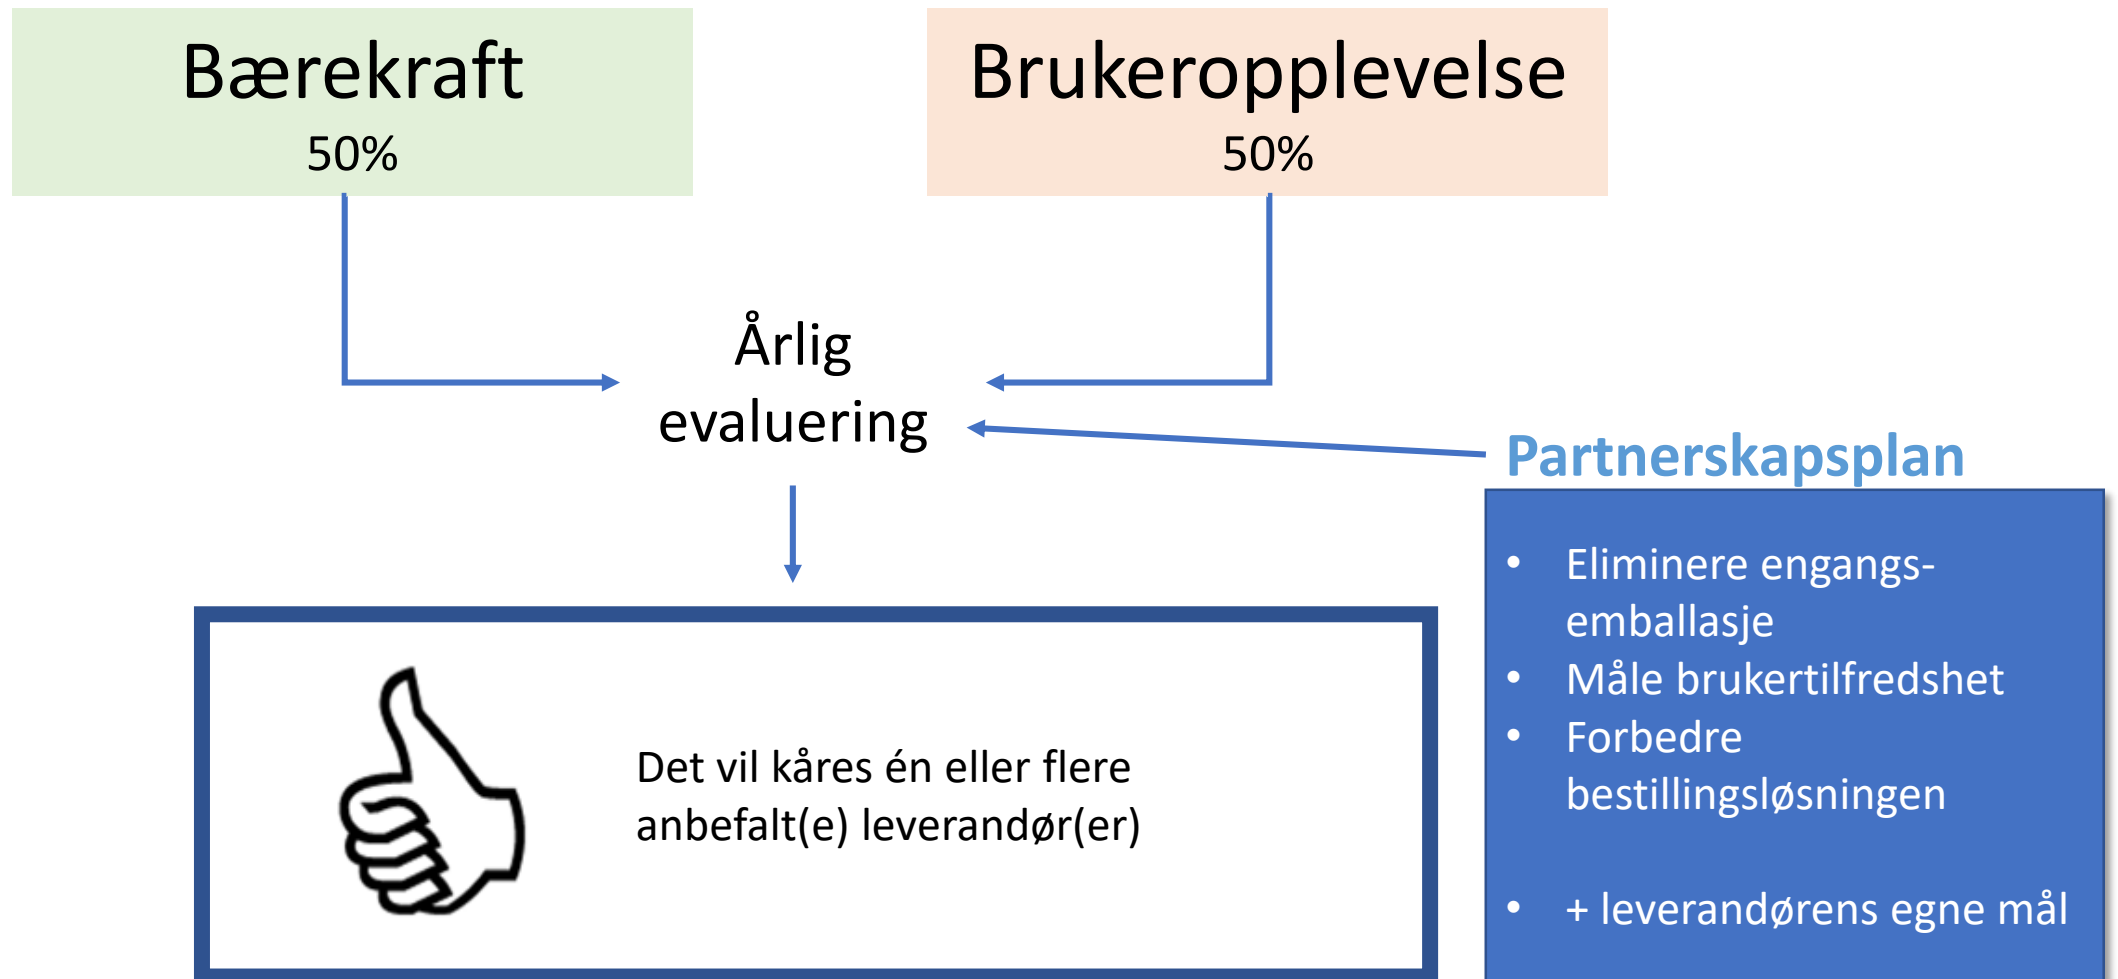 Bærekraft
50%
Brukeropplevelse
50%
Årlig
evaluering
Partnerskapsplan
• Eliminere engangs-
emballasje
• Måle brukertilfredshet
• Forbedre
bestillingsløsningen
• + leverandørens egne mål
Det vil kåres én eller flere
anbefalt(e) leverandør(er)